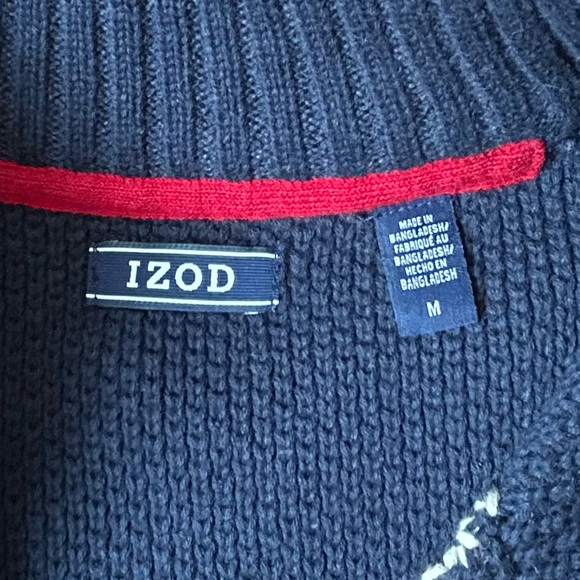 IZOD
MADE IN
BANGLADESH/
FABRIQUÉ AU
BANGLADESH/
HECHO EN
BANGLADESH
M